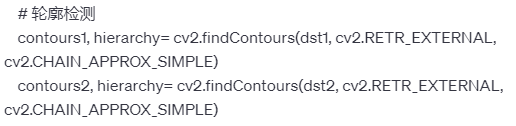 # 轮廓检测
contours1, hierarchy= cv2.findContours(dst1, cv2.RETR_EXTERNAL,
cv2.CHAIN_APPROX_SIMPLE)
contours2, hierarchy= cv2.findContours(dst2, cv2.RETR_EXTERNAL,
cv2.CHAIN_APPROX_SIMPLE)